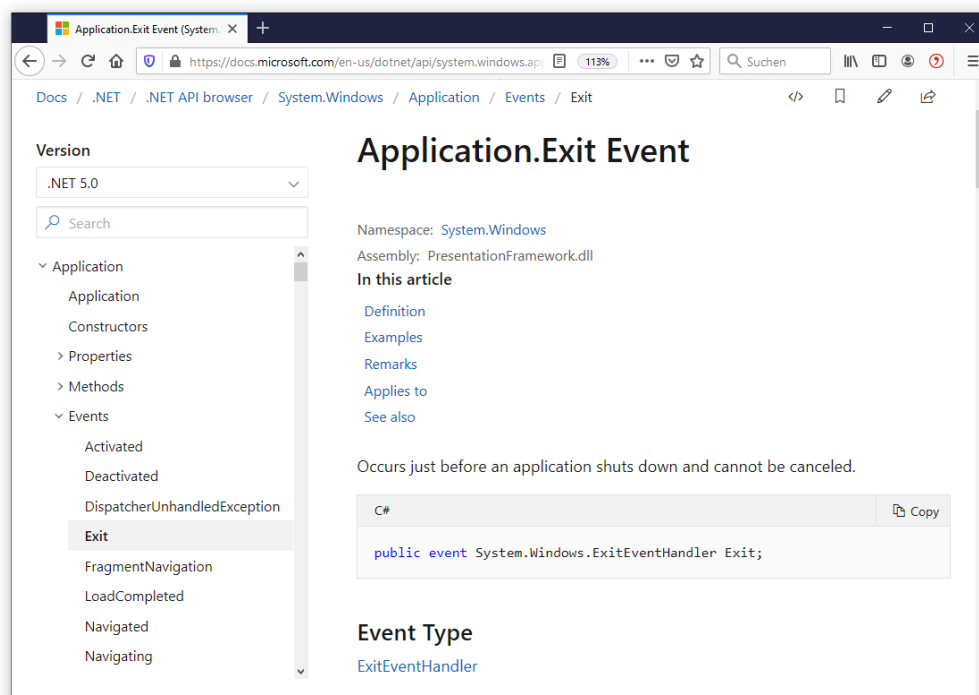 Application.Exit Event (System.
https://docs.microsoft.com/en-us/dotnet/api/system.windows.app
113%
Suchen
Docs / .NET / .NET API browser / System.Windows / Application / Events / Exit
Version
.NET 5.0
Search
Application
Application
Constructors
Properties
Methods
Events
Activated
Deactivated
DispatcherUnhandledException
Exit
FragmentNavigation
LoadCompleted
Navigated
Navigating
Application.Exit Event
Namespace: System.Windows
Assembly: PresentationFramework.dll
In this article
Definition
Examples
Remarks
Applies to
See also
Occurs just before an application shuts down and cannot be canceled.
C# Copy
public event System.Windows.ExitEventHandler Exit;
Event Type
ExitEventHandler